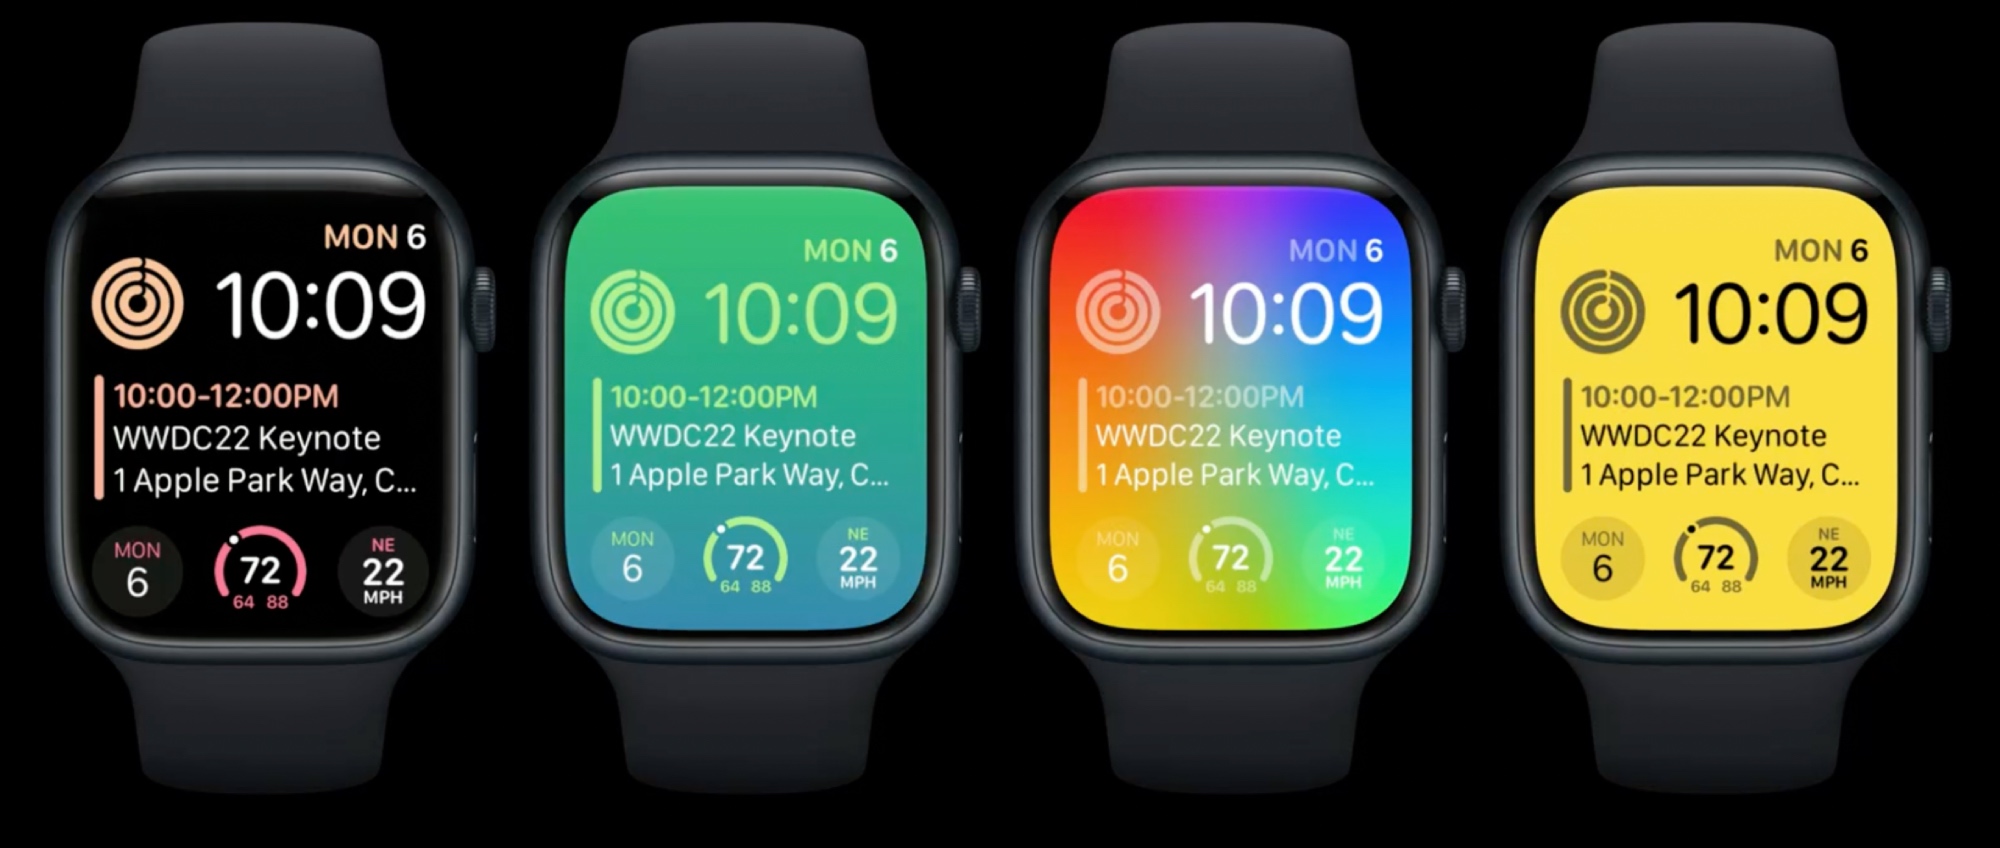 MON 6
10:09
10:00-12:00PM
WWDC22 Keynote
1 Apple Park Way, C...
MON
6
72
64 88
NE
22
MPH
MON 6
10:09
10:00-12:00PM
WWDC22 Keynote
1 Apple Park Way, C...
MON
6
72
64 88
NE
22
MPH
MON 6
10:09
10:00-12:00PM
WWDC22 Keynote
1 Apple Park Way, C...
MON
6
72
64 88
NE
22
MPH
MON 6
10:09
10:00-12:00PM
WWDC22 Keynote
1 Apple Park Way, C...
MON
6
72
64 88
NE
22
MPH